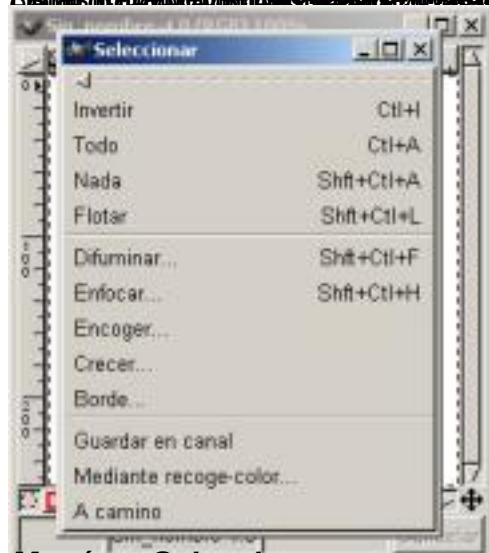 Seleccionar
Invertir Ctl+I
Todo Ctl+A
Nada Shft+Ctl+A
Flotar Shft+Ctl+L
Difuminar... Shft+Ctl+F
Enfocar... Shft+Ctl+H
Encoger...
Crecer...
Borde...
Guardar en canal
Mediante recoge-color...
A camino